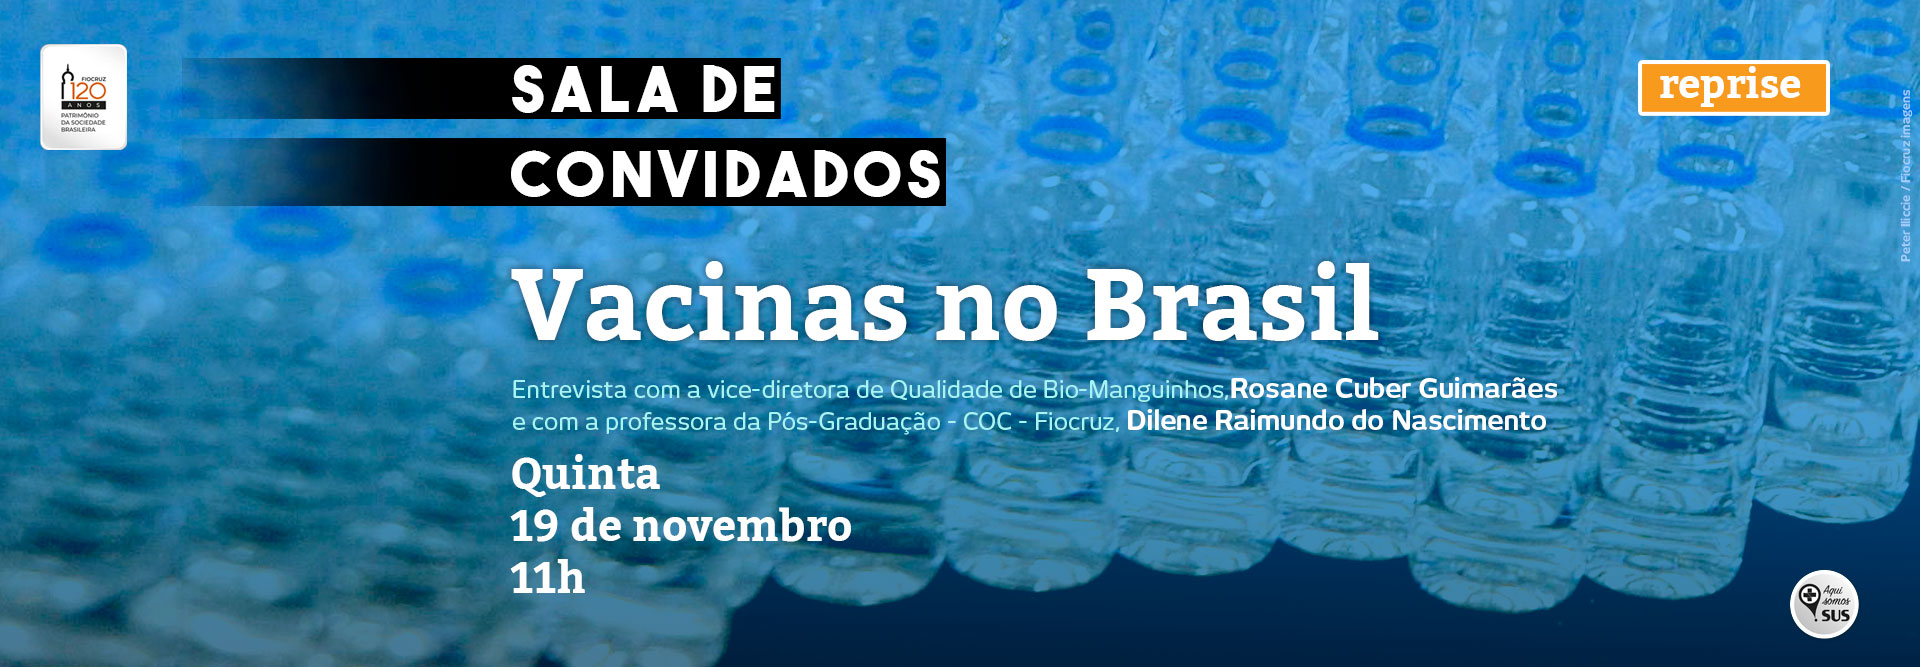 FIOCRUZ
120
ANOS
PATRIMÔNIO
DA SOCIEDADE
BRASILEIRA
SALA DE
CONVIDADOS
reprise
Peter Iliccie / Fiocruz imagens
Vacinas no Brasil
Entrevista com a vice-diretora de Qualidade de Bio-Manguinhos,Rosane Cuber Guimarães
e com a professora da Pós-Graduação - COC - Fiocruz, Dilene Raimundo do Nascimento
Quinta
19 de novembro
11h
Aqui
somos
SUS